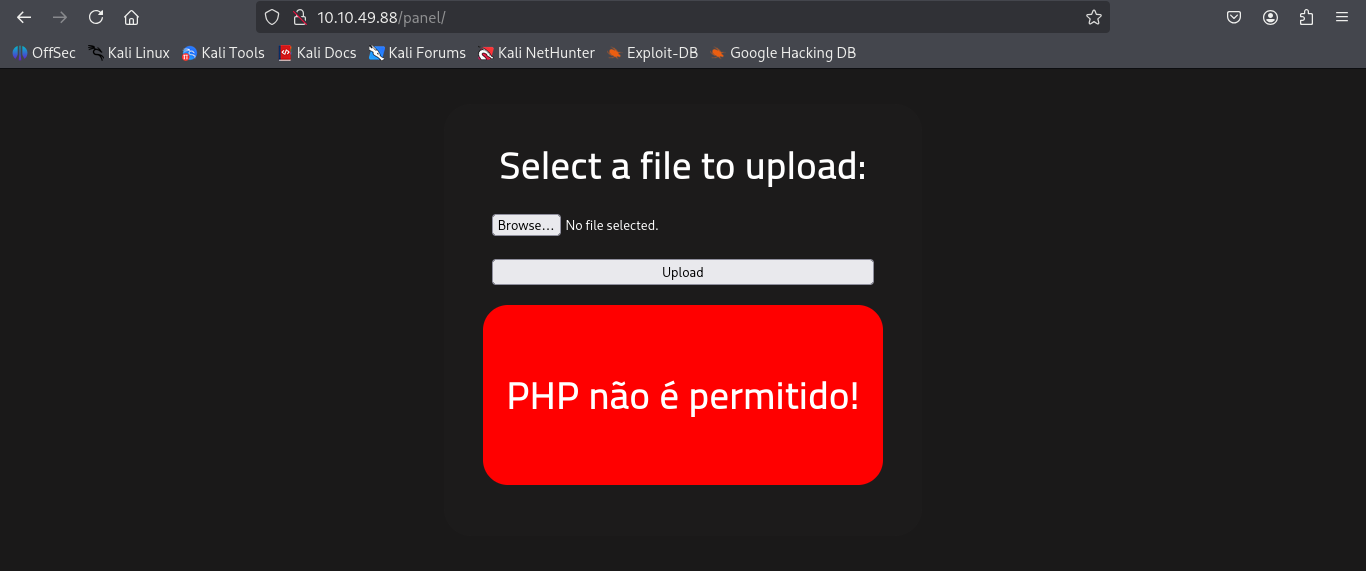 10.10.49.88/panel/
OffSec Kali Linux Kali Tools Kali Docs Kali Forums Kali NetHunter Exploit-DB Google Hacking DB
Select a file to upload:
Browse... No file selected.
Upload
PHP não é permitido!